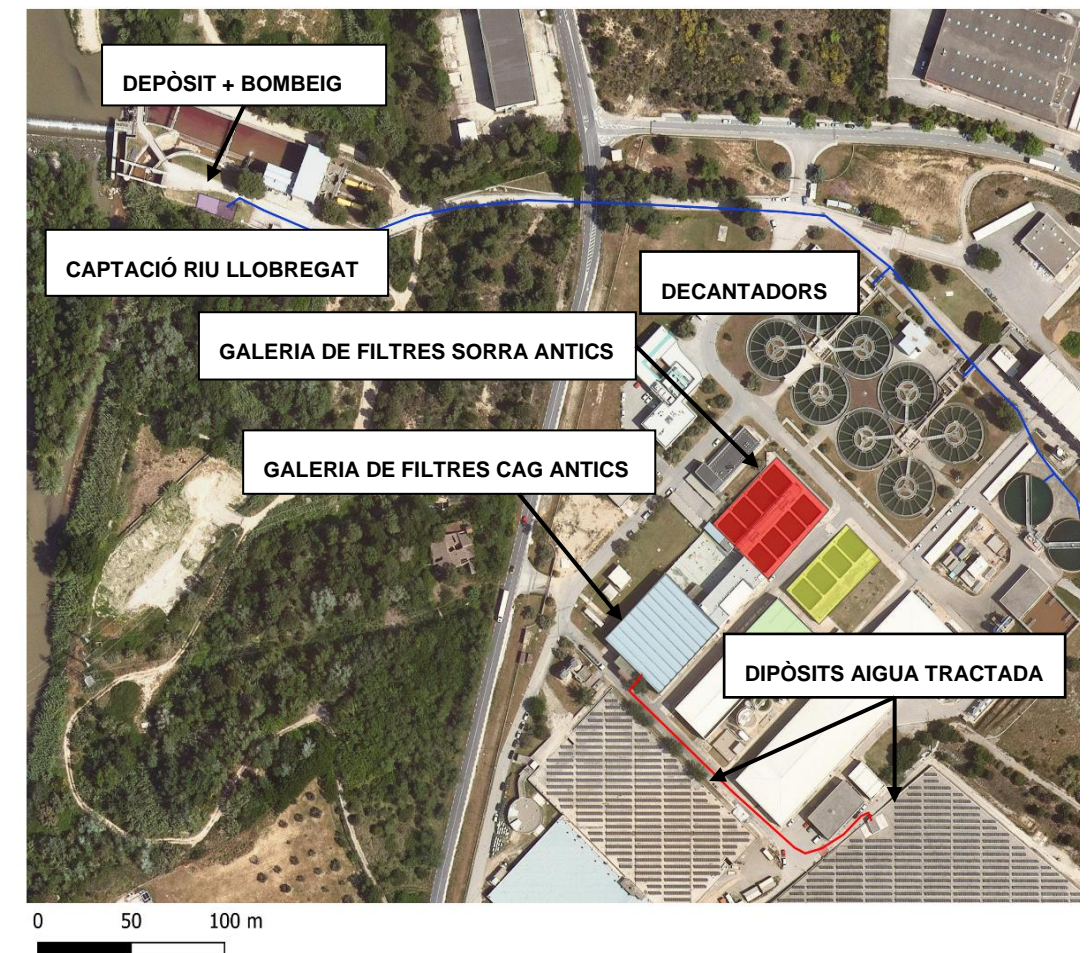 DEPÒSIT + BOMBEIG
CAPTACIÓ RIU LLOBREGAT
DECANTADORS
GALERIA DE FILTRES SORRA ANTICS
GALERIA DE FILTRES CAG ANTICS
DIPÒSITS AIGUA TRACTADA
0 50 100 m